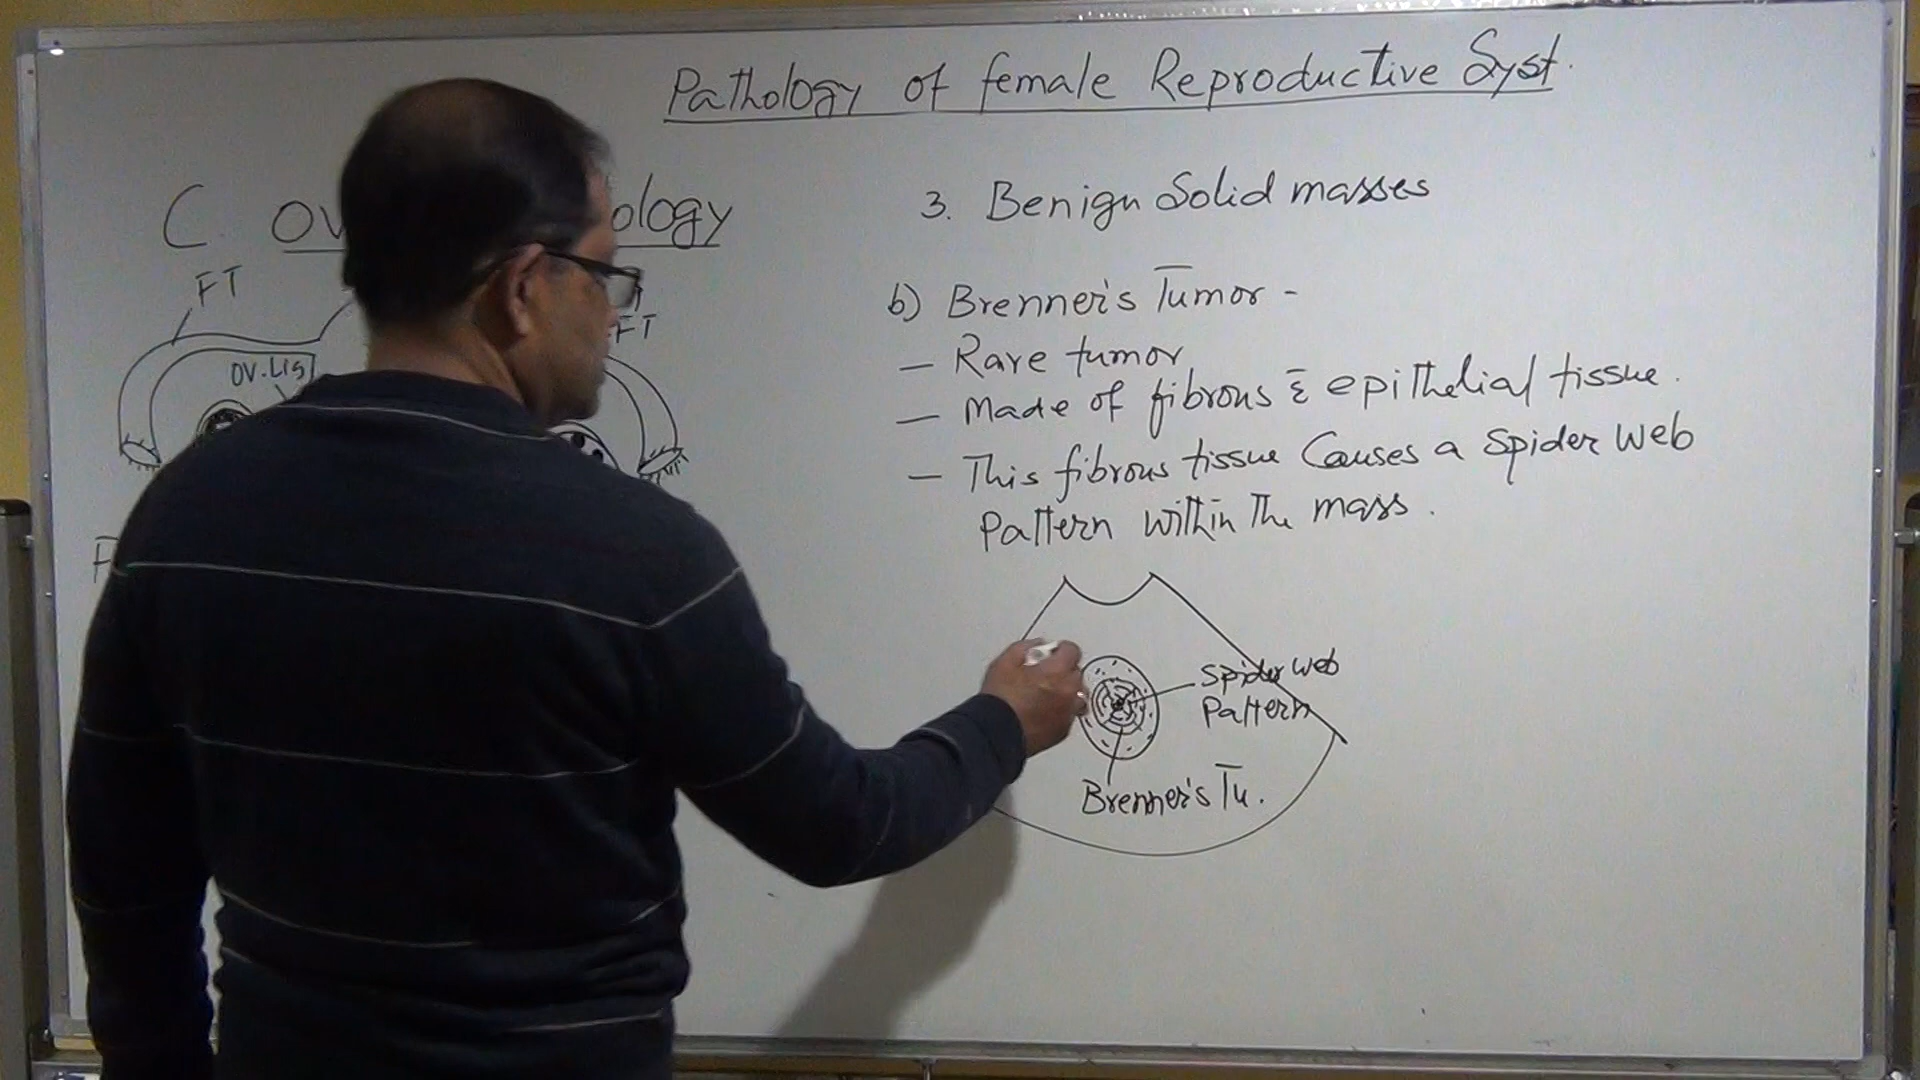 Pathology of female Reproductive Syst.
C. ov ology
FT
FT
OV. Lig
P
3. Benign Solid masses
b) Brenner's Tumor -
- Rare tumor
- Made of fibrous c̄ epithelial tissue.
- This fibrous tissue Causes a Spider Web
Pattern within The mass.
Spider Web
Pattern
Brenner's Tu.